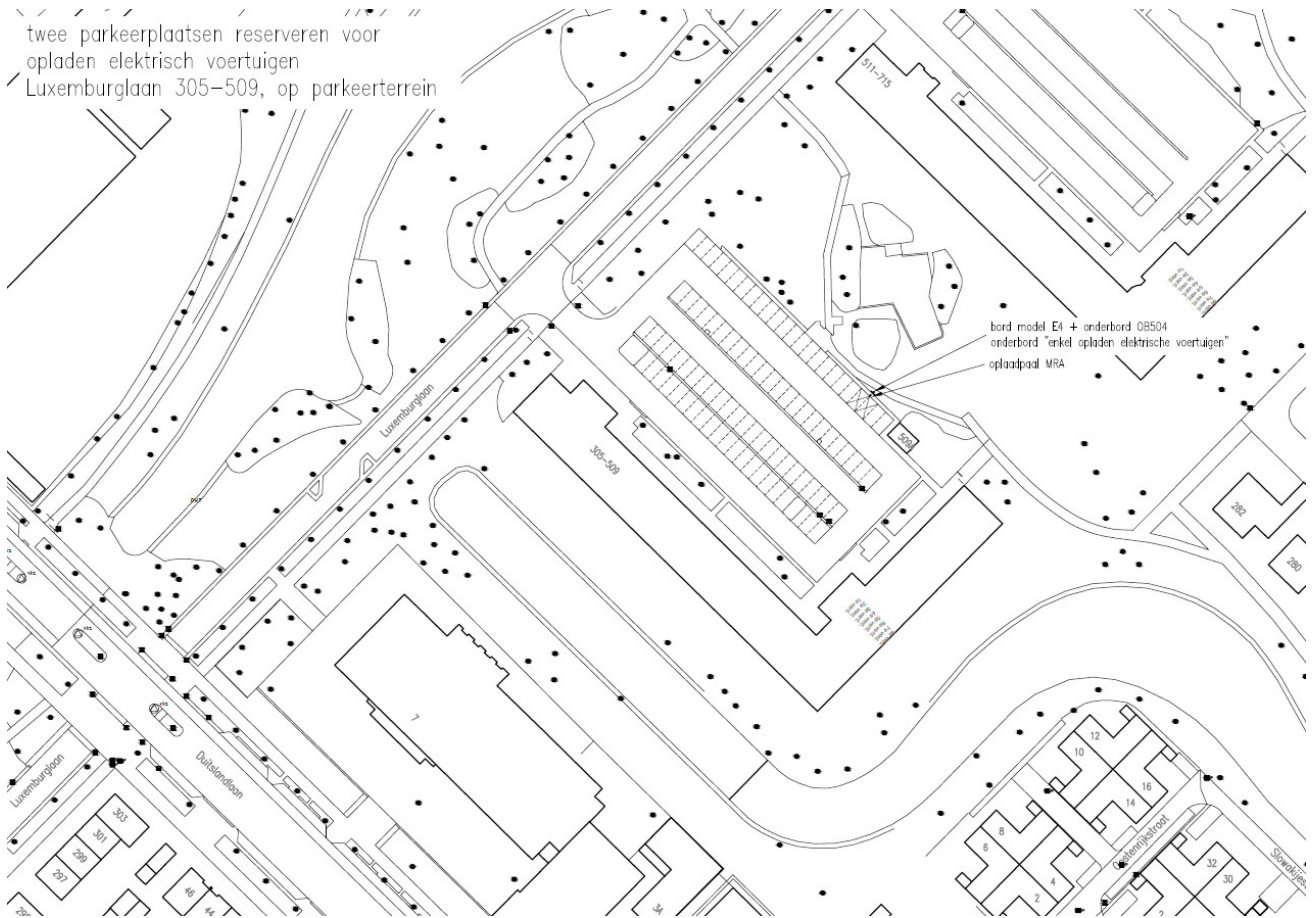 twee parkeerplaatsen reserveren voor
opladen elektrisch voertuigen
Luxemburglaan 305-509, op parkeerterrein
511-715
bord model E4 + onderbord OB504
onderbord "enkel opladen elektrische voertuigen"
oplaadpaal MRA
Luxemburglaan
305-509
509
282
280
7
Duitslandlaan
Luxemburglaan
303
301
299
297
46
44
3A
12
10
16
14
8
6
4
2
Oostenrijkstraat
32
30